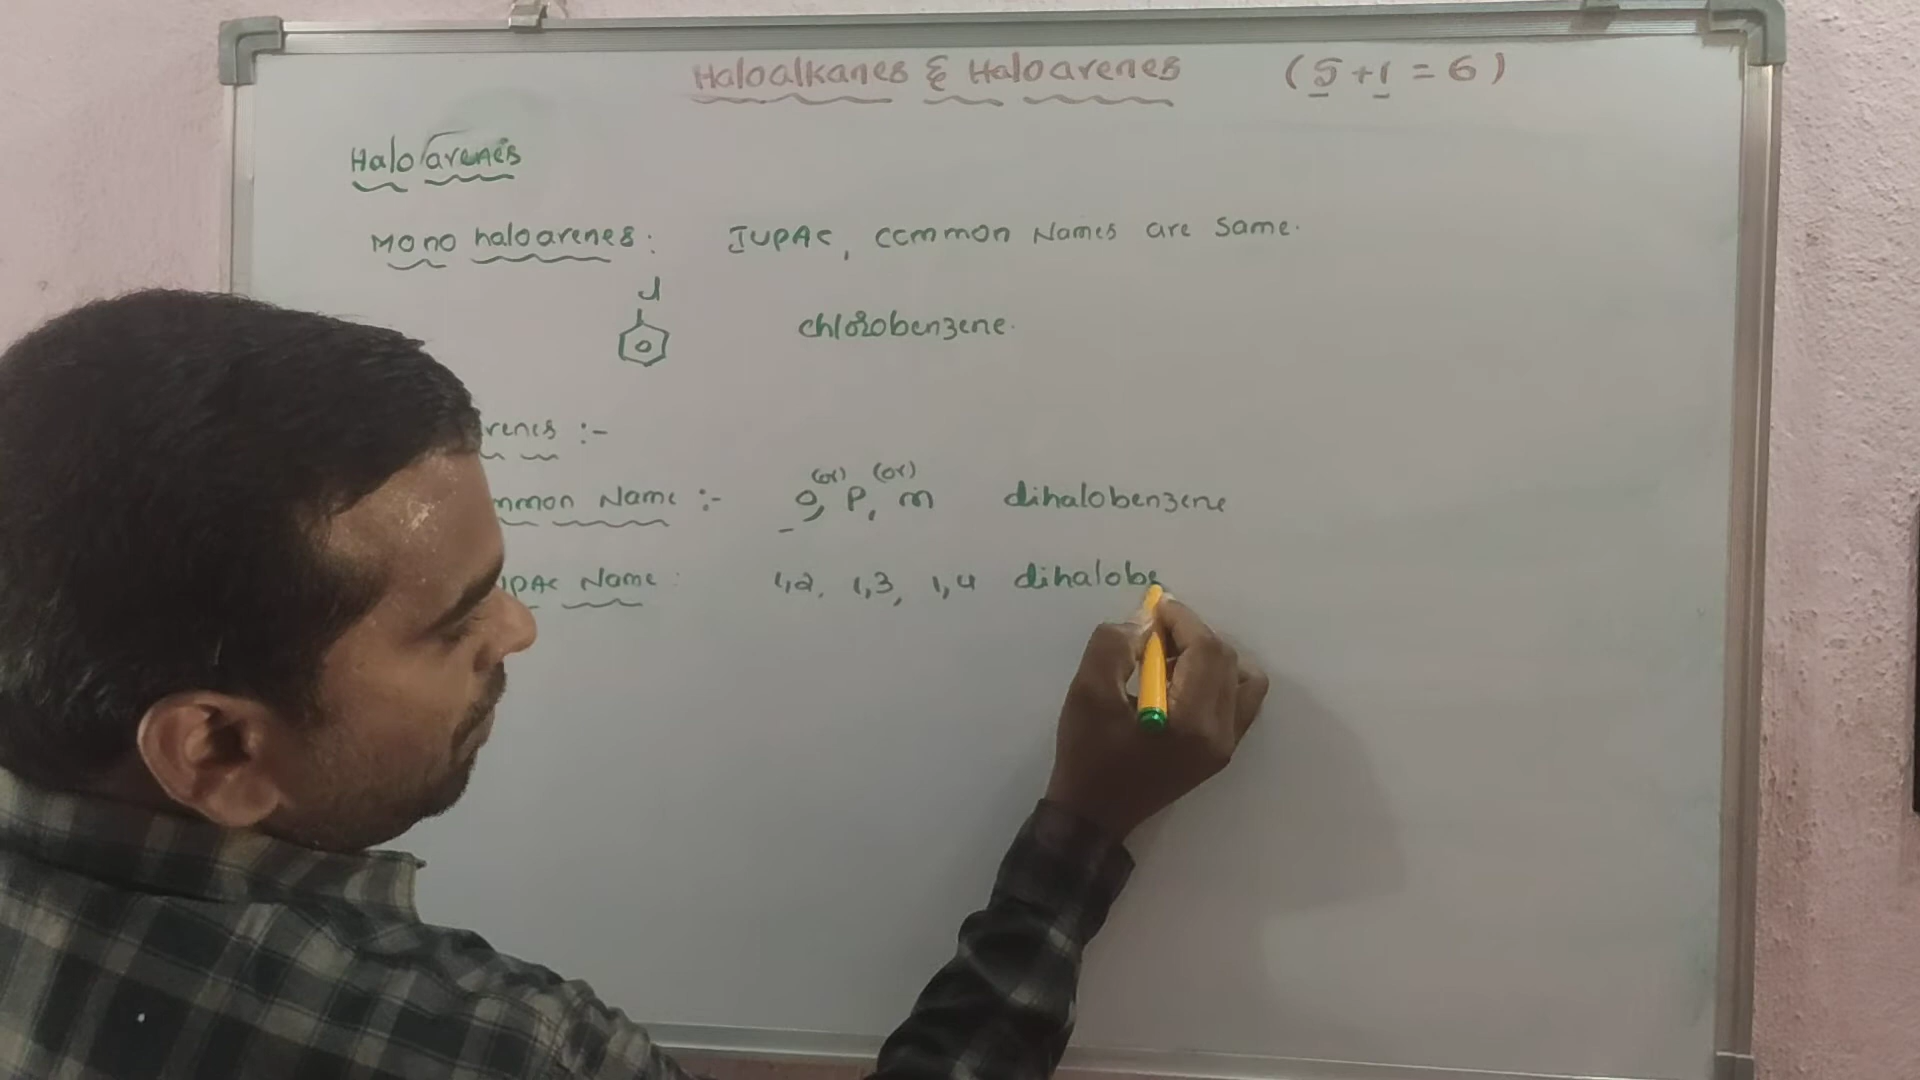 Haloalkanes & Haloarenes (5+1=6)
Haloarenes
Mono haloarenes: IUPAC, common Names are same.
Cl
chlorobenzene.
renes :-
(or) (or)
mmon Name :- o, P, m dihalobenzene
PAC Name: 1,2, 1,3, 1,4 dihalobe